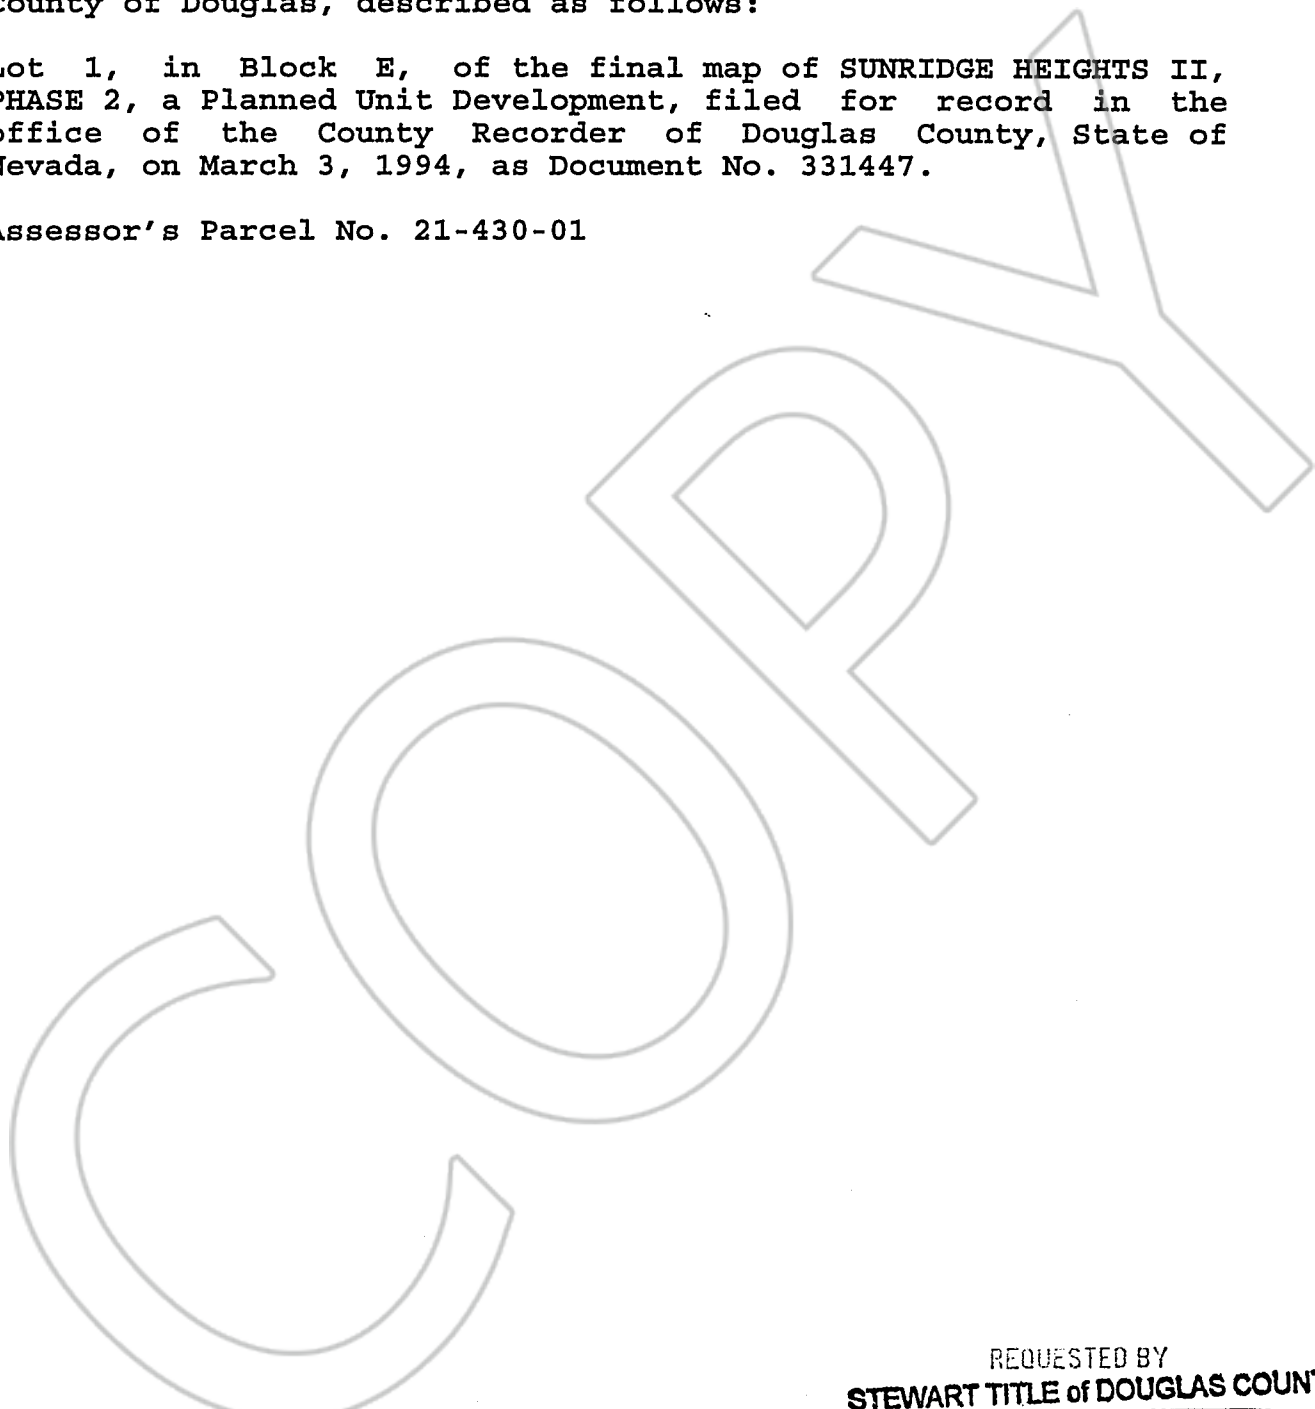 County of Douglas, described as follows:
Lot 1, in Block E, of the final map of SUNRIDGE HEIGHTS II,
PHASE 2, a Planned Unit Development, filed for record in the
office of the County Recorder of Douglas County, State of
Nevada, on March 3, 1994, as Document No. 331447.
Assessor's Parcel No. 21-430-01
COPY
REQUESTED BY
STEWART TITLE of DOUGLAS COUN